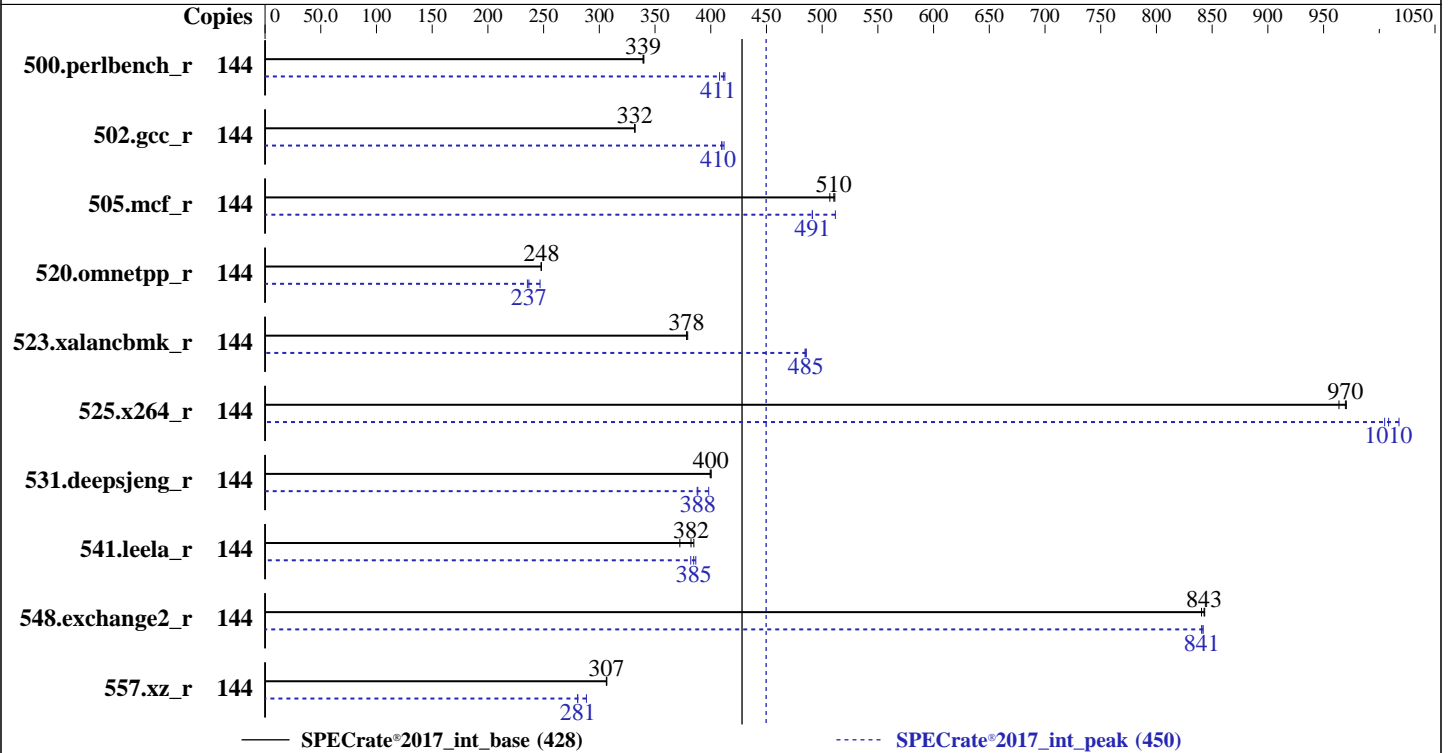 Copies 0 50.0 100 150 200 250 300 350 400 450 500 550 600 650 700 750 800 850 900 950 1050
339
500.perlbench_r 144
411
332
502.gcc_r 144
410
510
505.mcf_r 144
491
248
520.omnetpp_r 144
237
378
523.xalancbmk_r 144
485
970
525.x264_r 144
1010
400
531.deepsjeng_r 144
388
382
541.leela_r 144
385
843
548.exchange2_r 144
841
307
557.xz_r 144
281
SPECrate®2017_int_base (428) SPECrate®2017_int_peak (450)